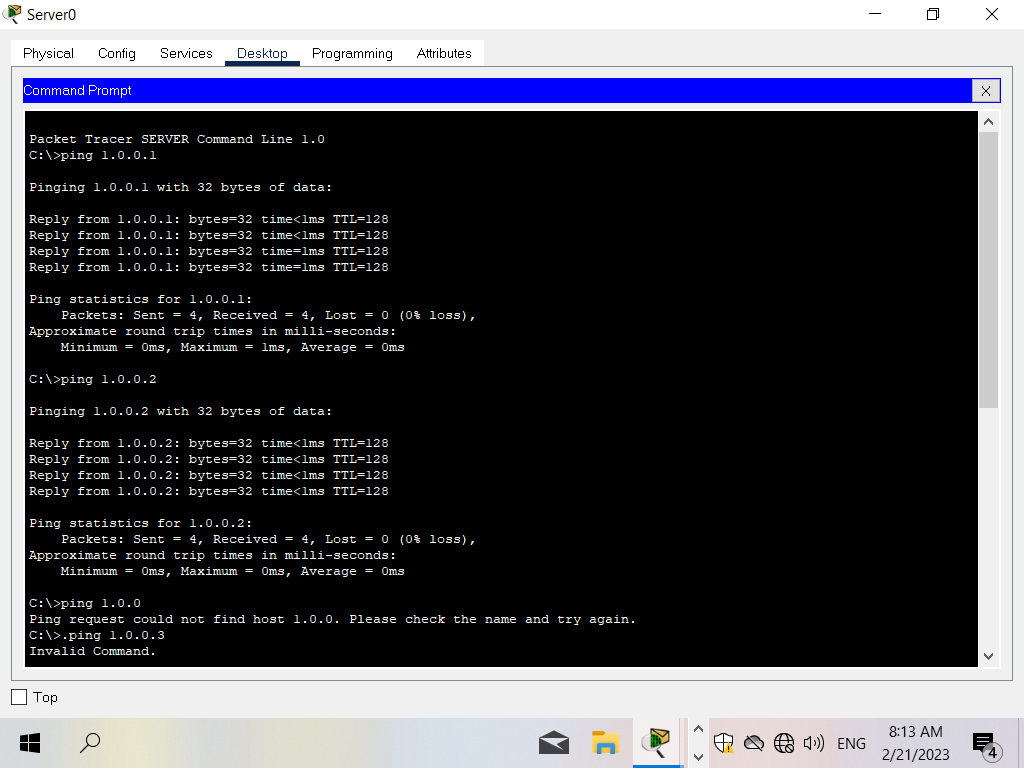 Server0
Physical Config Services Desktop Programming Attributes
Command Prompt
Packet Tracer SERVER Command Line 1.0
C:\>ping 1.0.0.1
Pinging 1.0.0.1 with 32 bytes of data:
Reply from 1.0.0.1: bytes=32 time<1ms TTL=128
Reply from 1.0.0.1: bytes=32 time<1ms TTL=128
Reply from 1.0.0.1: bytes=32 time=1ms TTL=128
Reply from 1.0.0.1: bytes=32 time=1ms TTL=128
Ping statistics for 1.0.0.1:
Packets: Sent = 4, Received = 4, Lost = 0 (0% loss),
Approximate round trip times in milli-seconds:
Minimum = 0ms, Maximum = 1ms, Average = 0ms
C:\>ping 1.0.0.2
Pinging 1.0.0.2 with 32 bytes of data:
Reply from 1.0.0.2: bytes=32 time<1ms TTL=128
Reply from 1.0.0.2: bytes=32 time<1ms TTL=128
Reply from 1.0.0.2: bytes=32 time<1ms TTL=128
Reply from 1.0.0.2: bytes=32 time<1ms TTL=128
Ping statistics for 1.0.0.2:
Packets: Sent = 4, Received = 4, Lost = 0 (0% loss),
Approximate round trip times in milli-seconds:
Minimum = 0ms, Maximum = 0ms, Average = 0ms
C:\>ping 1.0.0
Ping request could not find host 1.0.0. Please check the name and try again.
C:\>.ping 1.0.0.3
Invalid Command.
Top
ENG
8:13 AM
2/21/2023
4